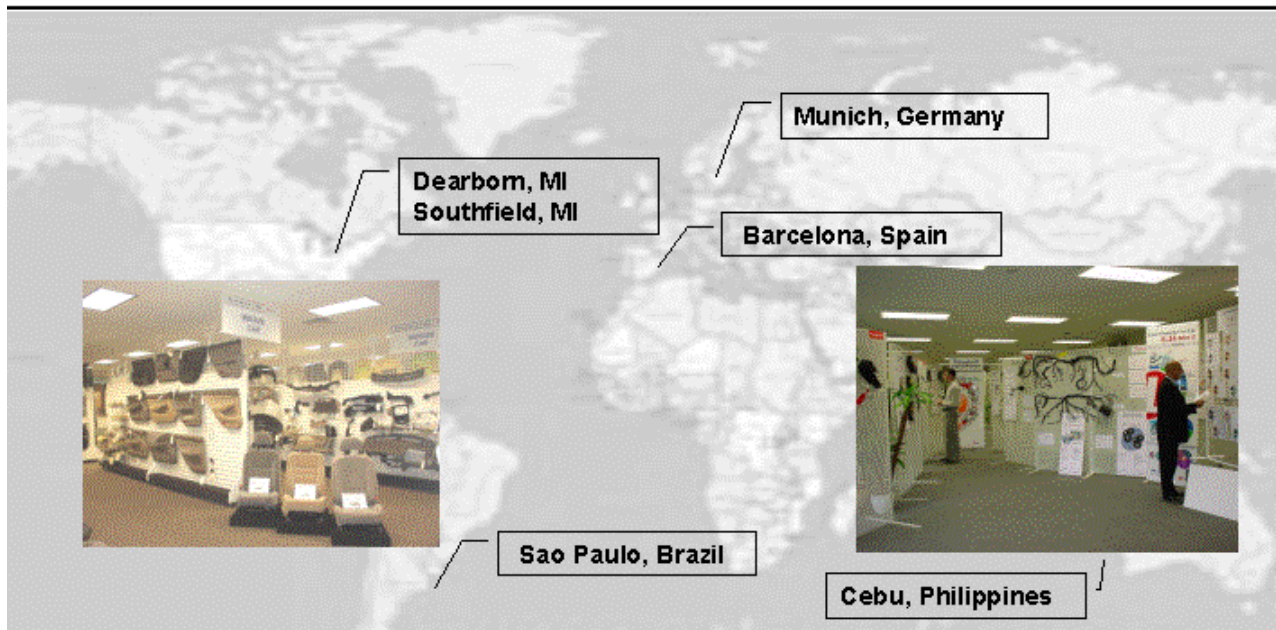 Munich, Germany
Dearborn, MI
Southfield, MI
Barcelona, Spain
Sao Paulo, Brazil
Cebu, Philippines